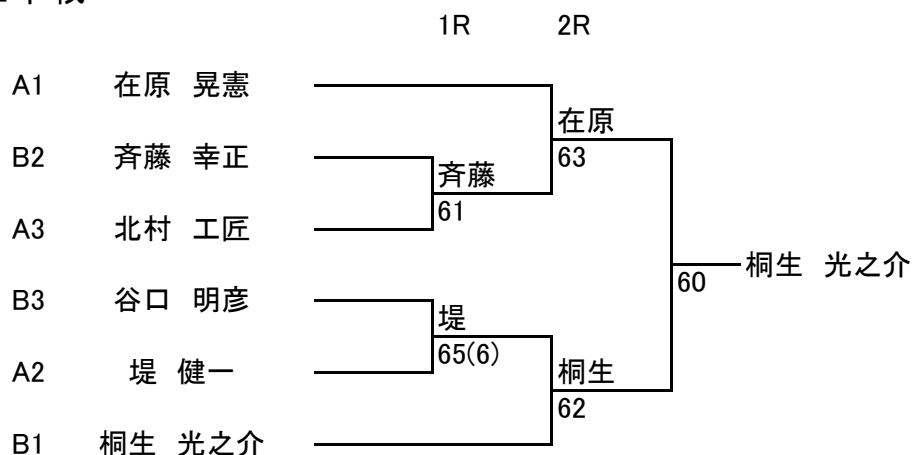 1R 2R
A1 在原 晃憲
在原
B2 斉藤 幸正
63
斉藤
61
A3 北村 工匠
桐生 光之介
60
B3 谷口 明彦
堤
65(6)
A2 堤 健一
桐生
62
B1 桐生 光之介